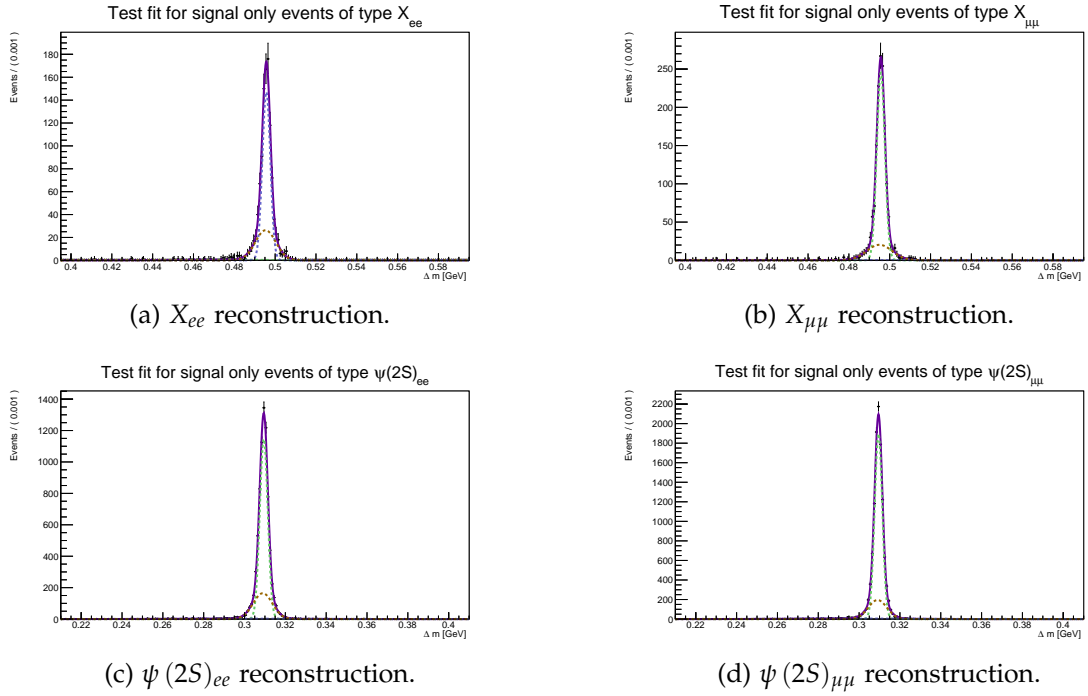 Test fit for signal only events of type X_ee
Events / ( 0.001 )
180
160
140
120
100
80
60
40
20
0
0.4 0.42 0.44 0.46 0.48 0.5 0.52 0.54 0.56 0.58
Δ m [GeV]
(a) X_ee reconstruction.
Test fit for signal only events of type X_μμ
Events / ( 0.001 )
250
200
150
100
50
0
0.4 0.42 0.44 0.46 0.48 0.5 0.52 0.54 0.56 0.58
Δ m [GeV]
(b) X_μμ reconstruction.
Test fit for signal only events of type ψ(2S)_ee
Events / ( 0.001 )
1400
1200
1000
800
600
400
200
0
0.22 0.24 0.26 0.28 0.3 0.32 0.34 0.36 0.38 0.4
Δ m [GeV]
(c) ψ (2S)_ee reconstruction.
Test fit for signal only events of type ψ(2S)_μμ
Events / ( 0.001 )
2200
2000
1800
1600
1400
1200
1000
800
600
400
200
0
0.22 0.24 0.26 0.28 0.3 0.32 0.34 0.36 0.38 0.4
Δ m [GeV]
(d) ψ (2S)_μμ reconstruction.